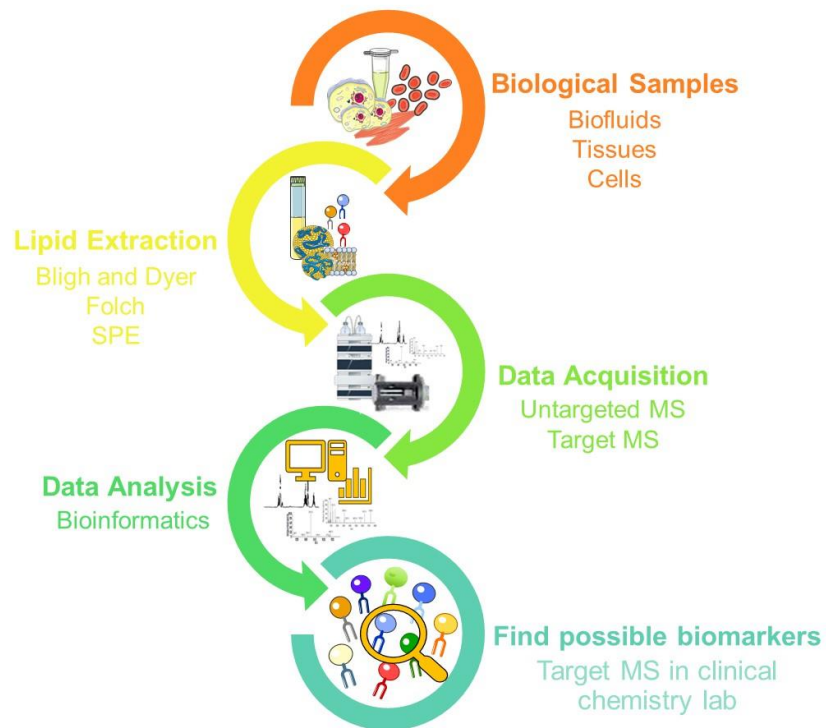 Biological Samples
Biofluids
Tissues
Cells
Lipid Extraction
Bligh and Dyer
Folch
SPE
Data Acquisition
Untargeted MS
Target MS
Data Analysis
Bioinformatics
Find possible biomarkers
Target MS in clinical
chemistry lab